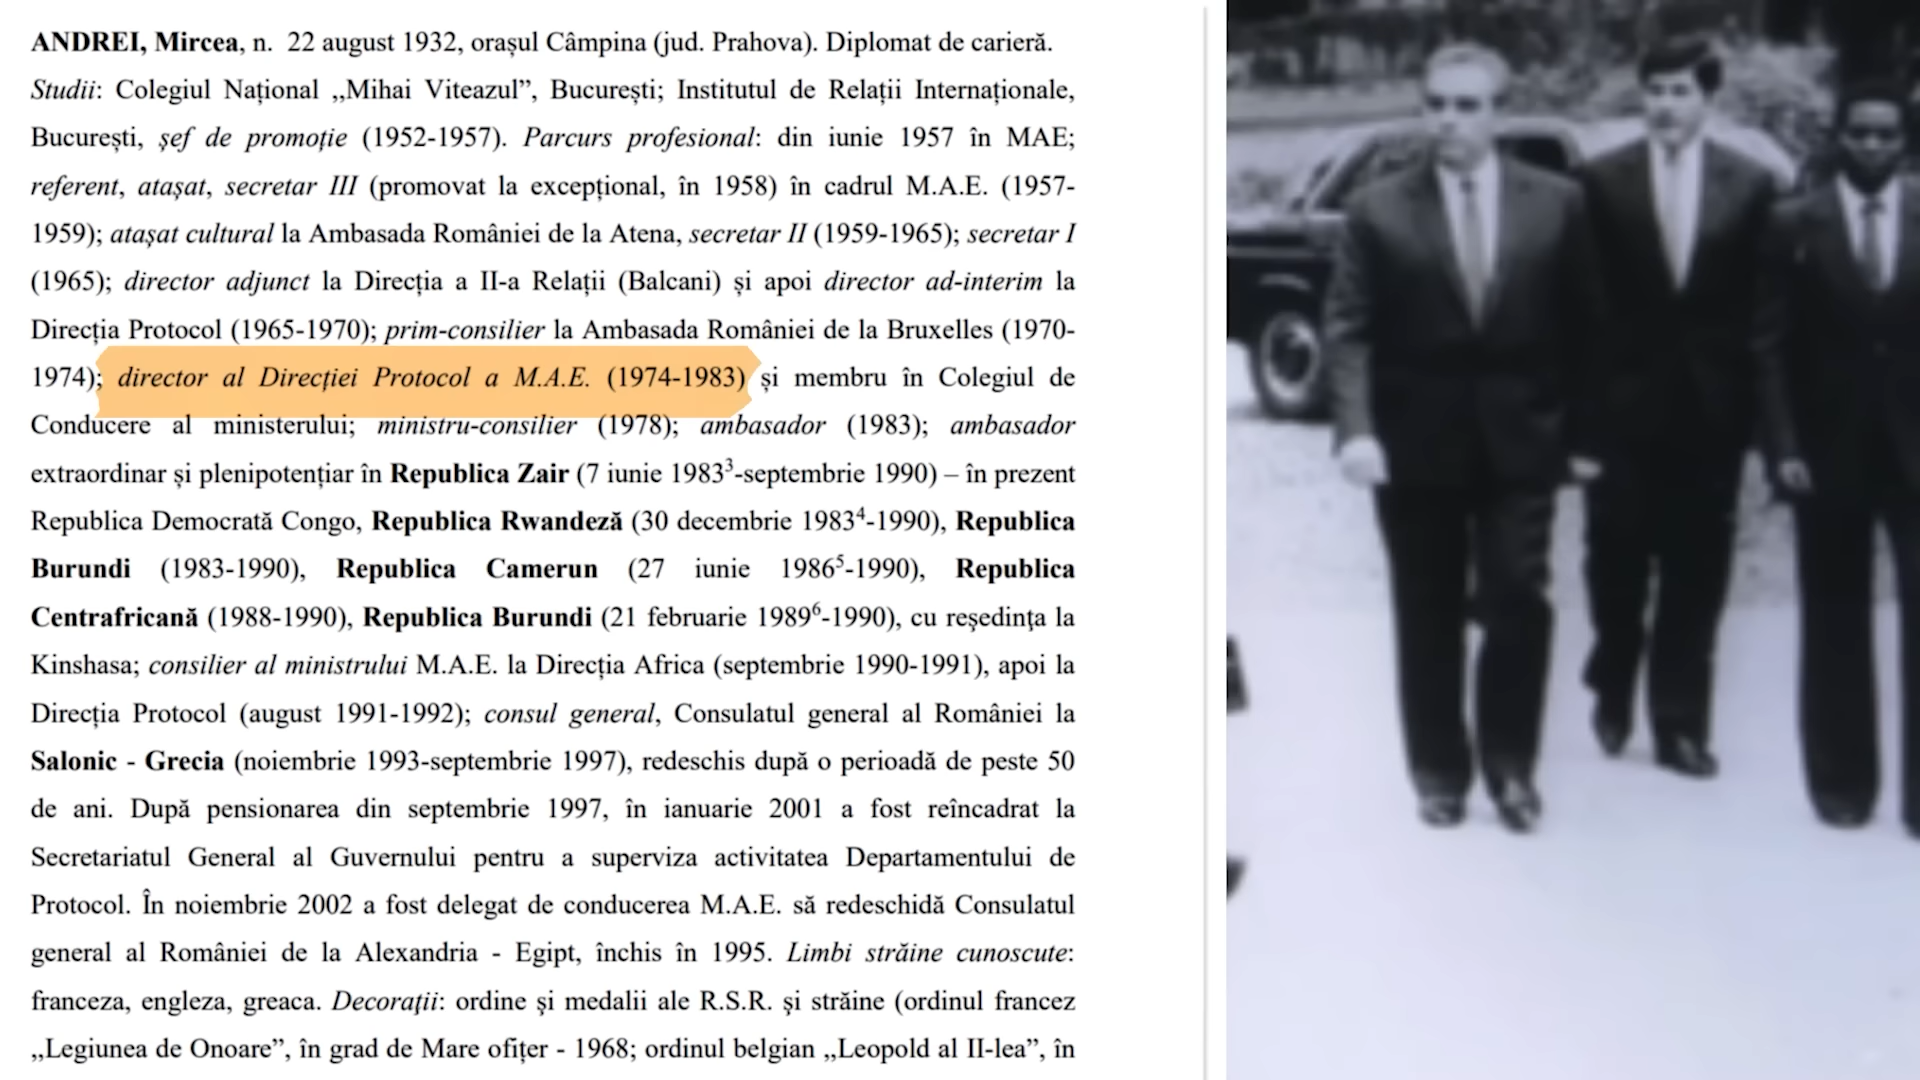 ANDREI, Mircea, n. 22 august 1932, orașul Câmpina (jud. Prahova). Diplomat de carieră.
Studii: Colegiul Național „Mihai Viteazul”, București; Institutul de Relații Internaționale,
București, șef de promoție (1952-1957). Parcurs profesional: din iunie 1957 în MAE;
referent, atașat, secretar III (promovat la excepțional, în 1958) în cadrul M.A.E. (1957-
1959); atașat cultural la Ambasada României de la Atena, secretar II (1959-1965); secretar I
(1965); director adjunct la Direcția a II-a Relații (Balcani) și apoi director ad-interim la
Direcția Protocol (1965-1970); prim-consilier la Ambasada României de la Bruxelles (1970-
1974); director al Direcției Protocol a M.A.E. (1974-1983) și membru în Colegiul de
Conducere al ministerului; ministru-consilier (1978); ambasador (1983); ambasador
extraordinar și plenipotențiar în Republica Zair (7 iunie 1983³-septembrie 1990) – în prezent
Republica Democrată Congo, Republica Rwandeză (30 decembrie 1983⁴-1990), Republica
Burundi (1983-1990), Republica Camerun (27 iunie 1986⁵-1990), Republica
Centrafricană (1988-1990), Republica Burundi (21 februarie 1989⁶-1990), cu reşedinţa la
Kinshasa; consilier al ministrului M.A.E. la Direcția Africa (septembrie 1990-1991), apoi la
Direcția Protocol (august 1991-1992); consul general, Consulatul general al României la
Salonic - Grecia (noiembrie 1993-septembrie 1997), redeschis după o perioadă de peste 50
de ani. După pensionarea din septembrie 1997, în ianuarie 2001 a fost reîncadrat la
Secretariatul General al Guvernului pentru a superviza activitatea Departamentului de
Protocol. În noiembrie 2002 a fost delegat de conducerea M.A.E. să redeschidă Consulatul
general al României de la Alexandria - Egipt, închis în 1995. Limbi străine cunoscute:
franceza, engleza, greaca. Decorații: ordine și medalii ale R.S.R. și străine (ordinul francez
„Legiunea de Onoare”, în grad de Mare ofițer - 1968; ordinul belgian „Leopold al II-lea”, în